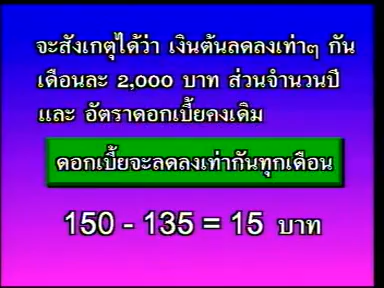 จะสังเกตุได้ว่า เงินต้นลดลงเท่าๆ กัน
เดือนละ 2,000 บาท ส่วนจำนวนปี
และ อัตราดอกเบี้ยคงเดิม
ดอกเบี้ยจะลดลงเท่ากันทุกเดือน
150 - 135 = 15 บาท